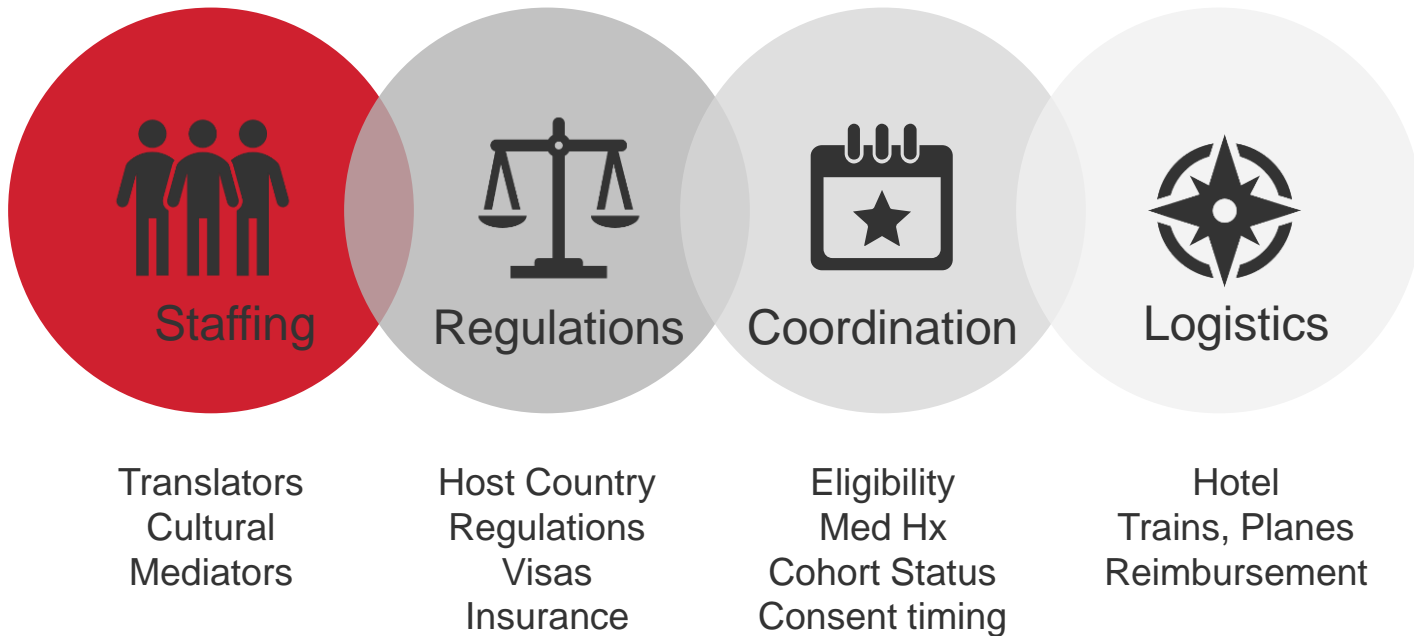 Staffing
Regulations
Coordination
Logistics
Translators
Cultural
Mediators
Host Country
Regulations
Visas
Insurance
Eligibility
Med Hx
Cohort Status
Consent timing
Hotel
Trains, Planes
Reimbursement